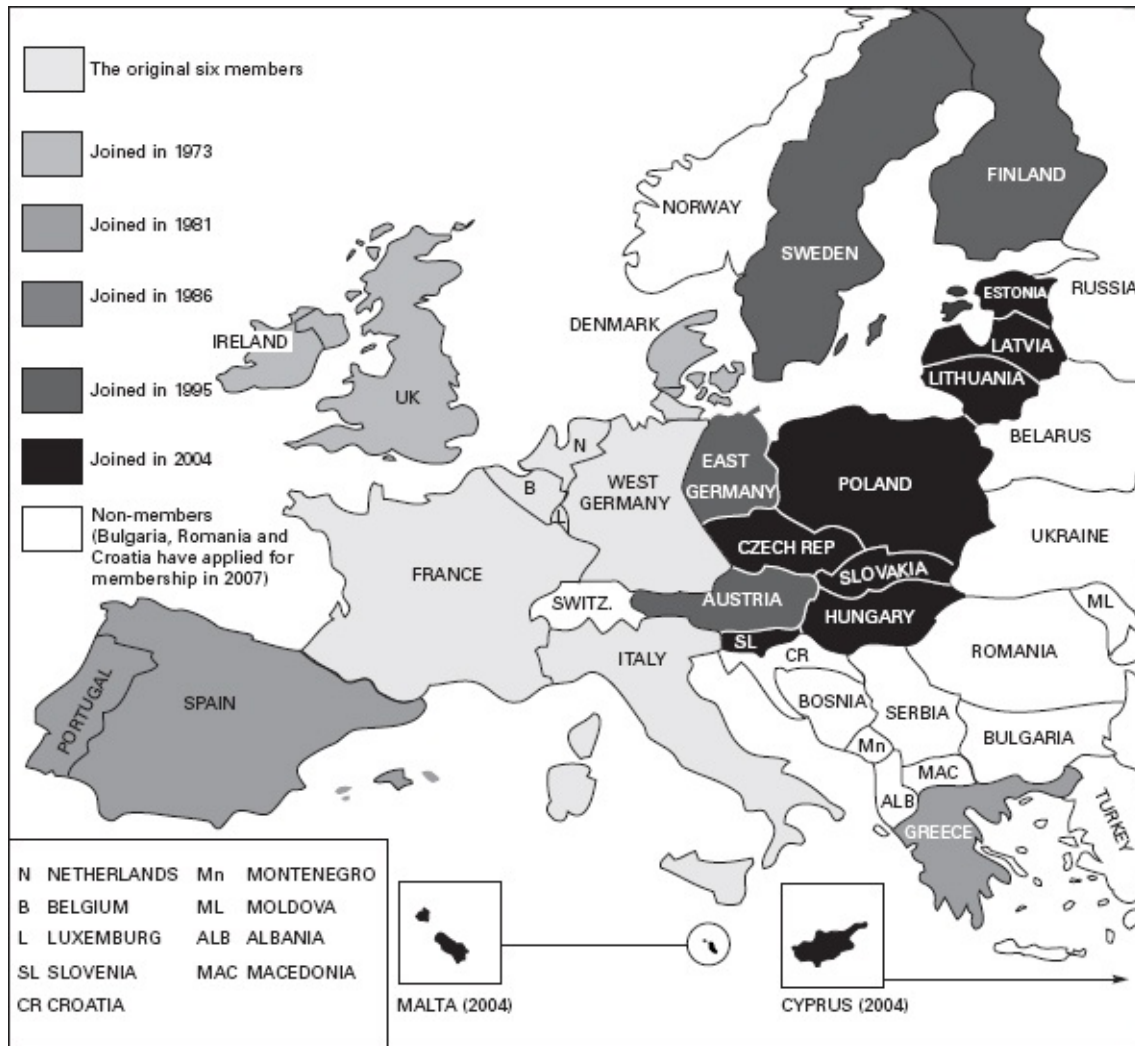 The original six members
Joined in 1973
Joined in 1981
Joined in 1986
Joined in 1995
Joined in 2004
Non-members
(Bulgaria, Romania and
Croatia have applied for
membership in 2007)
NORWAY
SWEDEN
FINLAND
ESTONIA
RUSSIA
LATVIA
LITHUANIA
DENMARK
IRELAND
UK
BELARUS
N
B
L
WEST
GERMANY
EAST
GERMANY
POLAND
UKRAINE
CZECH REP
SLOVAKIA
FRANCE
SWITZ.
AUSTRIA
HUNGARY
ML
SL
CR
ITALY
ROMANIA
PORTUGAL
SPAIN
BOSNIA
SERBIA
BULGARIA
Mn
MAC
ALB
GREECE
TURKEY
N NETHERLANDS Mn MONTENEGRO
B BELGIUM ML MOLDOVA
L LUXEMBURG ALB ALBANIA
SL SLOVENIA MAC MACEDONIA
CR CROATIA
MALTA (2004)
CYPRUS (2004)